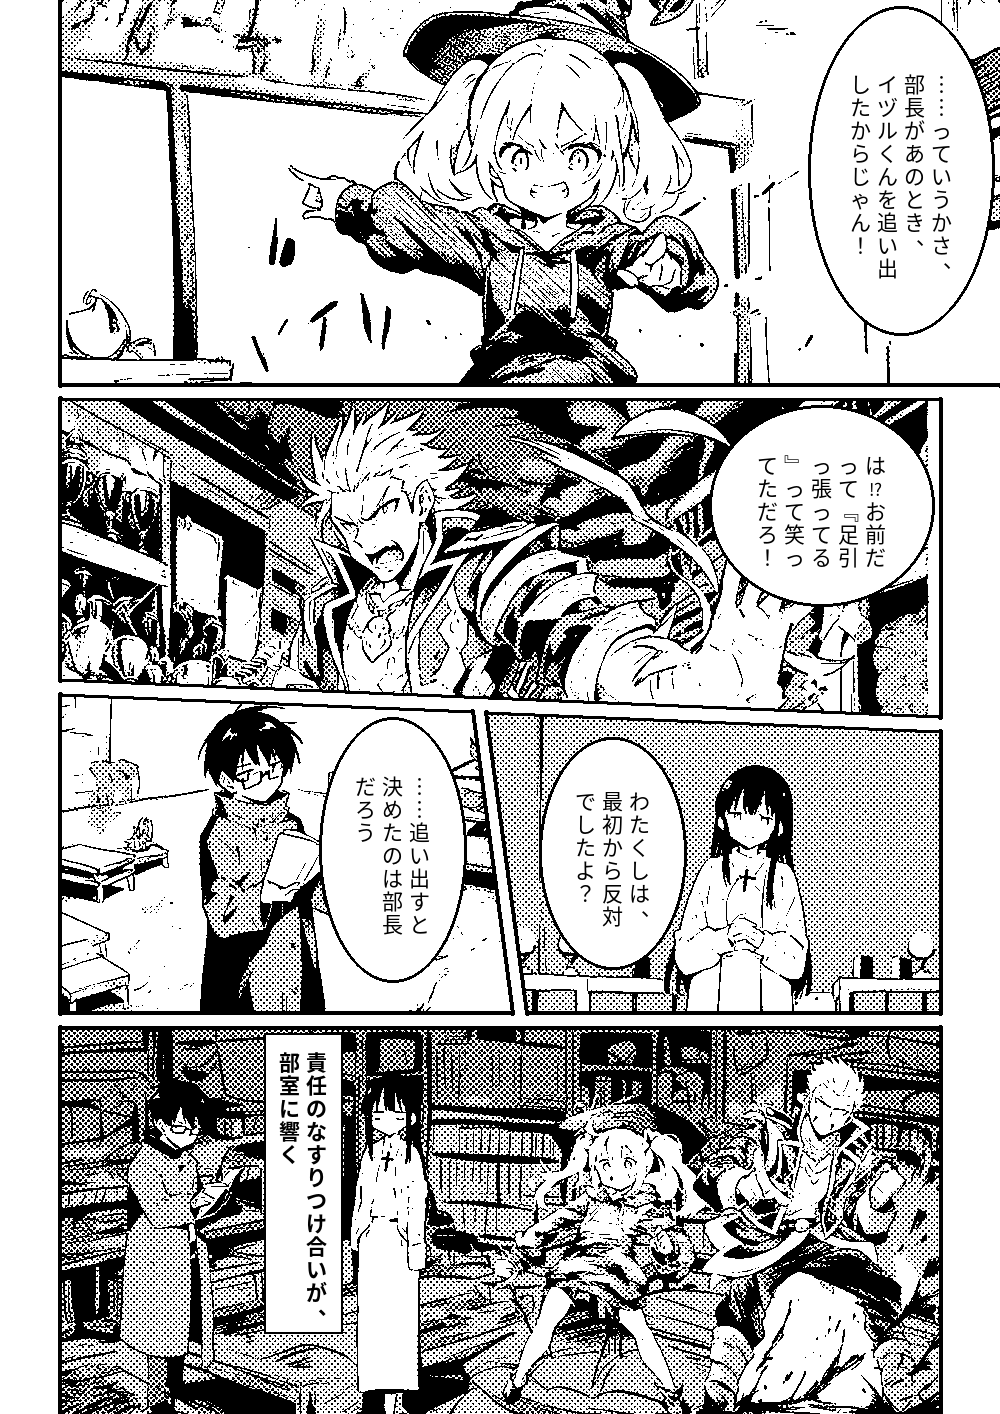 ……っていうかさ、
部長があのとき、
イヅルくんを追い出
したからじゃん！
は⁉お前だ
って『足引
っ張ってる
』って笑っ
てただろ！
わたくしは、
最初から反対
でしたよ？
……追い出すと
決めたのは部長
だろう
責任のなすりつけ合いが、
部室に響く